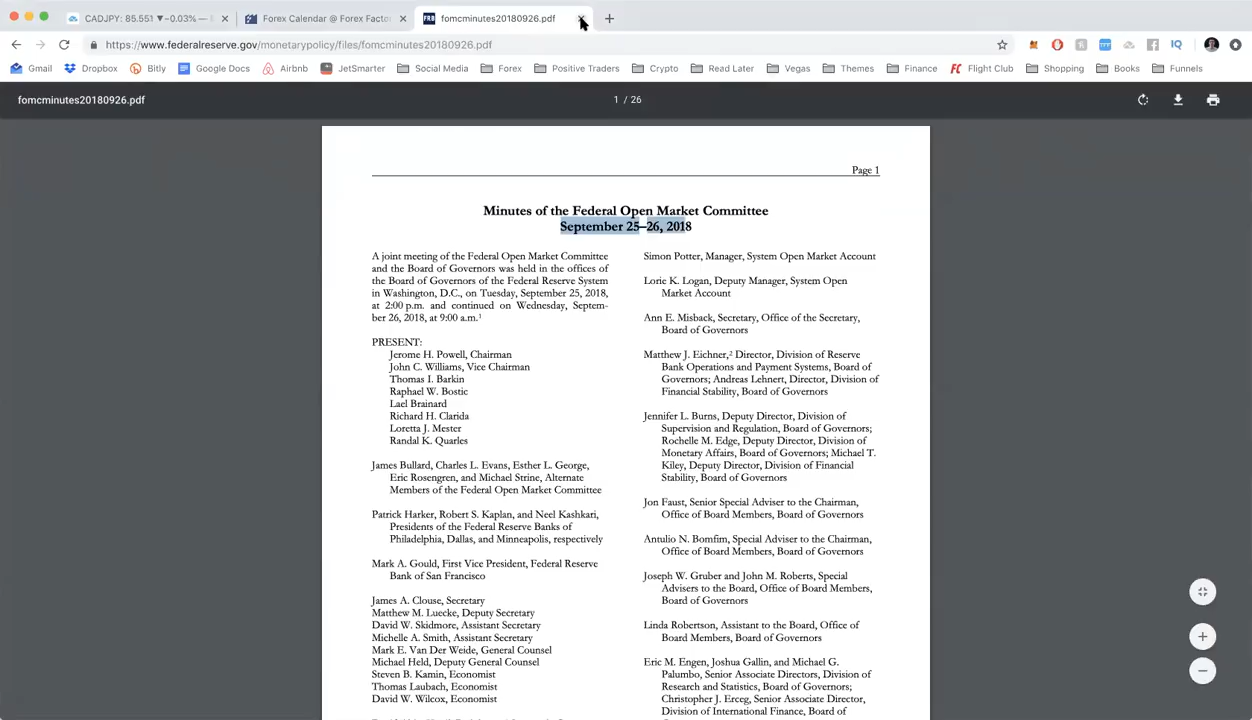 CADJPY: 85.551 ▼−0.03% —
Forex Calendar @ Forex Facto
FRB
fomcminutes20180926.pdf
https://www.federalreserve.gov/monetarypolicy/files/fomcminutes20180926.pdf
TPT
IQ
Gmail
Dropbox
Bitly
Google Docs
Airbnb
JetSmarter
Social Media
Forex
Positive Traders
Crypto
Read Later
Vegas
Themes
Finance
FC Flight Club
Shopping
Books
Funnels
fomcminutes20180926.pdf
1 / 26
Page 1
Minutes of the Federal Open Market Committee
September 25–26, 2018
A joint meeting of the Federal Open Market Committee
and the Board of Governors was held in the offices of
the Board of Governors of the Federal Reserve System
in Washington, D.C., on Tuesday, September 25, 2018,
at 2:00 p.m. and continued on Wednesday, Septem-
ber 26, 2018, at 9:00 a.m.¹
PRESENT:
Jerome H. Powell, Chairman
John C. Williams, Vice Chairman
Thomas I. Barkin
Raphael W. Bostic
Lael Brainard
Richard H. Clarida
Loretta J. Mester
Randal K. Quarles
James Bullard, Charles L. Evans, Esther L. George,
Eric Rosengren, and Michael Strine, Alternate
Members of the Federal Open Market Committee
Patrick Harker, Robert S. Kaplan, and Neel Kashkari,
Presidents of the Federal Reserve Banks of
Philadelphia, Dallas, and Minneapolis, respectively
Mark A. Gould, First Vice President, Federal Reserve
Bank of San Francisco
James A. Clouse, Secretary
Matthew M. Luecke, Deputy Secretary
David W. Skidmore, Assistant Secretary
Michelle A. Smith, Assistant Secretary
Mark E. Van Der Weide, General Counsel
Michael Held, Deputy General Counsel
Steven B. Kamin, Economist
Thomas Laubach, Economist
David W. Wilcox, Economist
Simon Potter, Manager, System Open Market Account
Lorie K. Logan, Deputy Manager, System Open
Market Account
Ann E. Misback, Secretary, Office of the Secretary,
Board of Governors
Matthew J. Eichner,² Director, Division of Reserve
Bank Operations and Payment Systems, Board of
Governors; Andreas Lehnert, Director, Division of
Financial Stability, Board of Governors
Jennifer L. Burns, Deputy Director, Division of
Supervision and Regulation, Board of Governors;
Rochelle M. Edge, Deputy Director, Division of
Monetary Affairs, Board of Governors; Michael T.
Kiley, Deputy Director, Division of Financial
Stability, Board of Governors
Jon Faust, Senior Special Adviser to the Chairman,
Office of Board Members, Board of Governors
Antulio N. Bomfim, Special Adviser to the Chairman,
Office of Board Members, Board of Governors
Joseph W. Gruber and John M. Roberts, Special
Advisers to the Board, Office of Board Members,
Board of Governors
Linda Robertson, Assistant to the Board, Office of
Board Members, Board of Governors
Eric M. Engen, Joshua Gallin, and Michael G.
Palumbo, Senior Associate Directors, Division of
Research and Statistics, Board of Governors;
Christopher J. Erceg, Senior Associate Director,
Division of International Finance, Board of